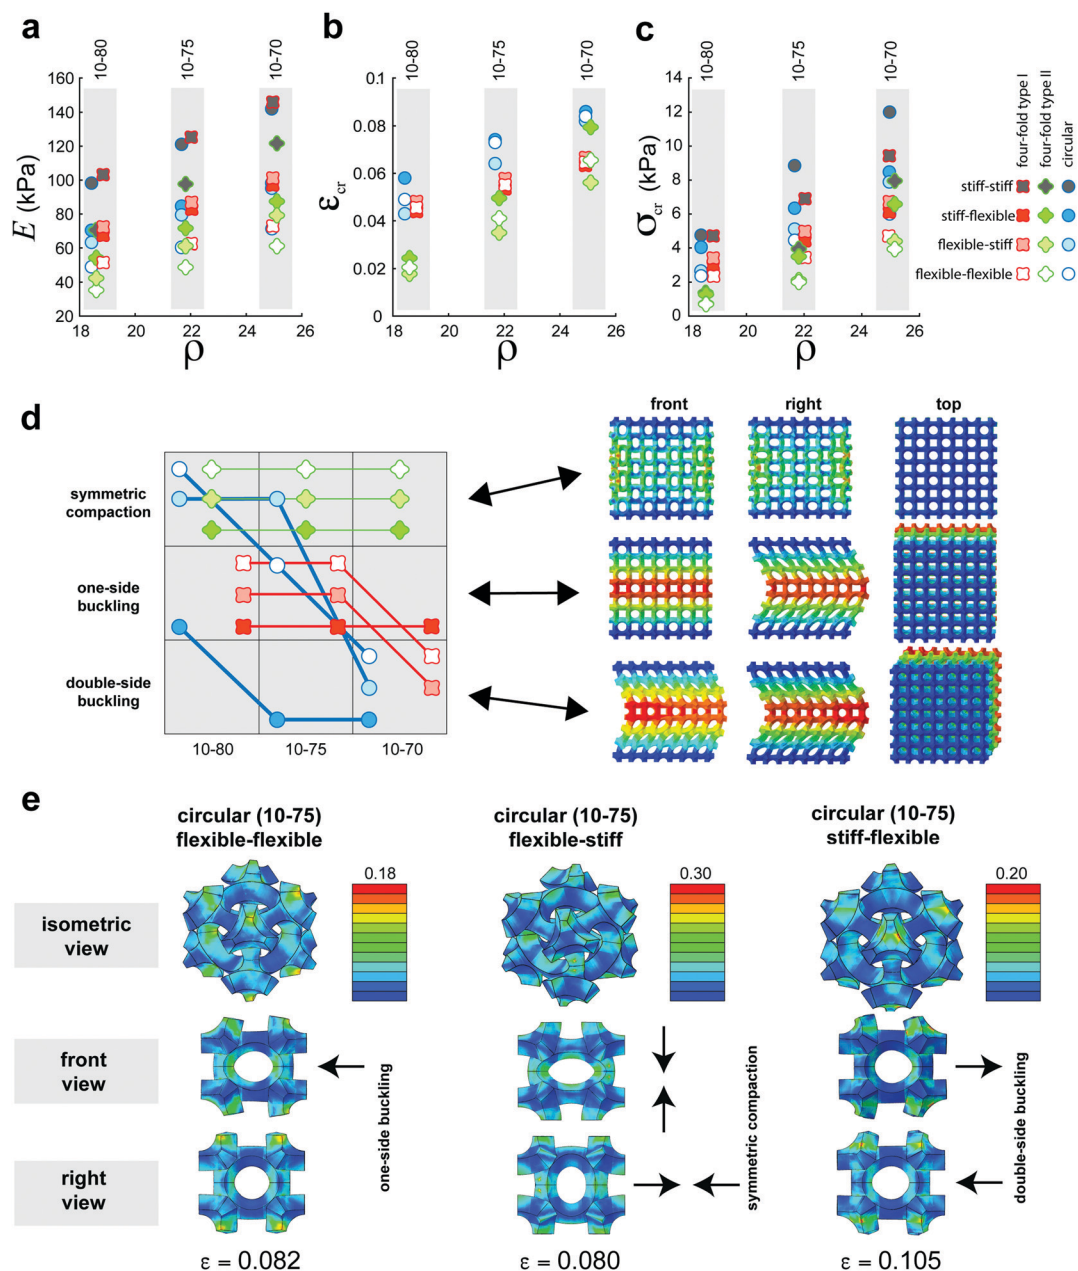 a
10-80
10-75
10-70
160
140
120
100
80
60
40
20
18
20
22
24
26
E (kPa)
ρ
b
10-80
10-75
10-70
0.1
0.08
0.06
0.04
0.02
0
18
20
22
24
26
εcr
ρ
c
10-80
10-75
10-70
14
12
10
8
6
4
2
0
18
20
22
24
26
σcr (kPa)
ρ
four-fold type I
four-fold type II
circular
stiff-stiff
stiff-flexible
flexible-stiff
flexible-flexible
d
symmetric
compaction
one-side
buckling
double-side
buckling
10-80
10-75
10-70
front
right
top
e
circular (10-75)
flexible-flexible
circular (10-75)
flexible-stiff
circular (10-75)
stiff-flexible
0.18
0.30
0.20
isometric
view
front
view
right
view
one-side buckling
symmetric compaction
double-side buckling
ε = 0.082
ε = 0.080
ε = 0.105